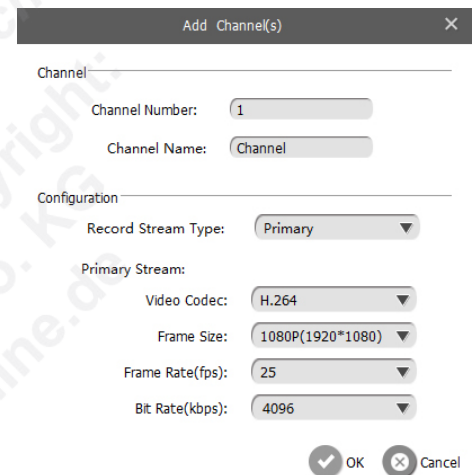 Add Channel(s)
Channel
Channel Number: 1
Channel Name: Channel
Configuration
Record Stream Type: Primary
Primary Stream:
Video Codec: H.264
Frame Size: 1080P(1920*1080)
Frame Rate(fps): 25
Bit Rate(kbps): 4096
OK Cancel